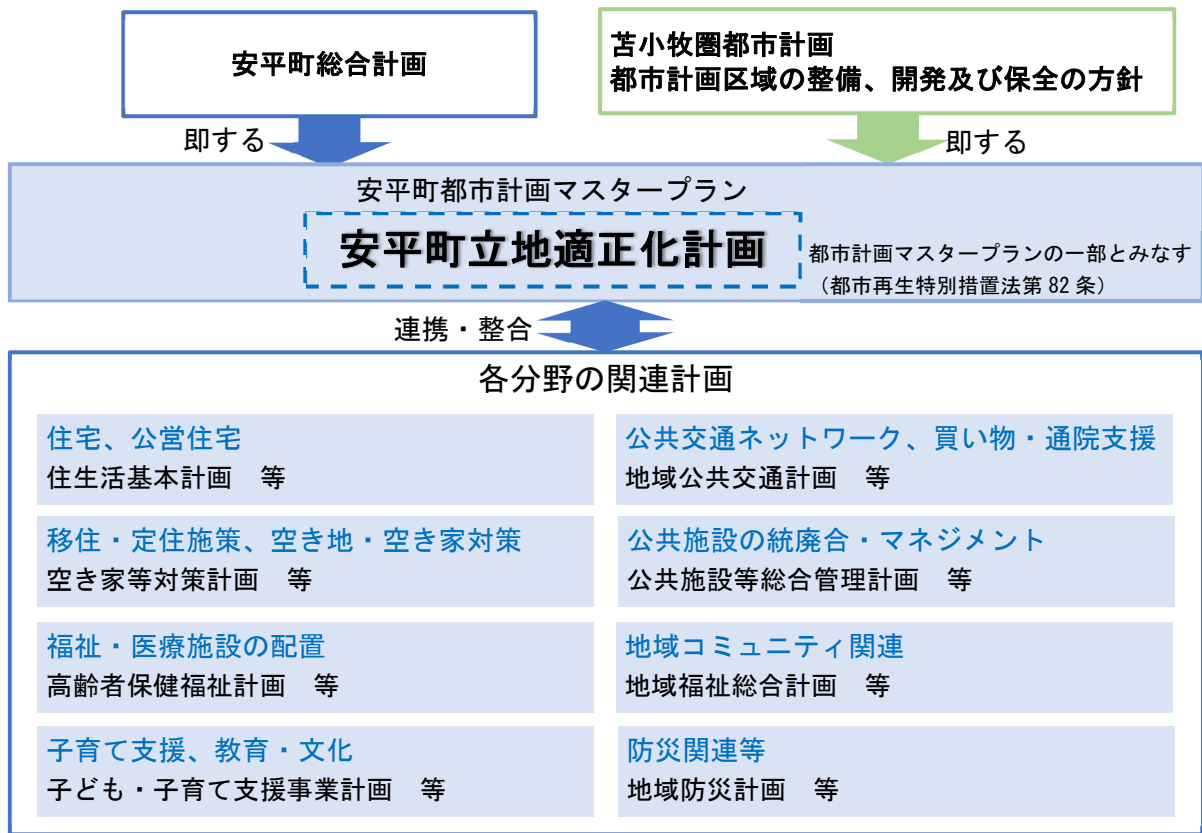 安平町総合計画
苫小牧圏都市計画
都市計画区域の整備、開発及び保全の方針
即する
即する
安平町都市計画マスタープラン
安平町立地適正化計画
都市計画マスタープランの一部とみなす
（都市再生特別措置法第 82 条）
連携・整合
各分野の関連計画
住宅、公営住宅
住生活基本計画　等
公共交通ネットワーク、買い物・通院支援
地域公共交通計画　等
移住・定住施策、空き地・空き家対策
空き家等対策計画　等
公共施設の統廃合・マネジメント
公共施設等総合管理計画　等
福祉・医療施設の配置
高齢者保健福祉計画　等
地域コミュニティ関連
地域福祉総合計画　等
子育て支援、教育・文化
子ども・子育て支援事業計画　等
防災関連等
地域防災計画　等